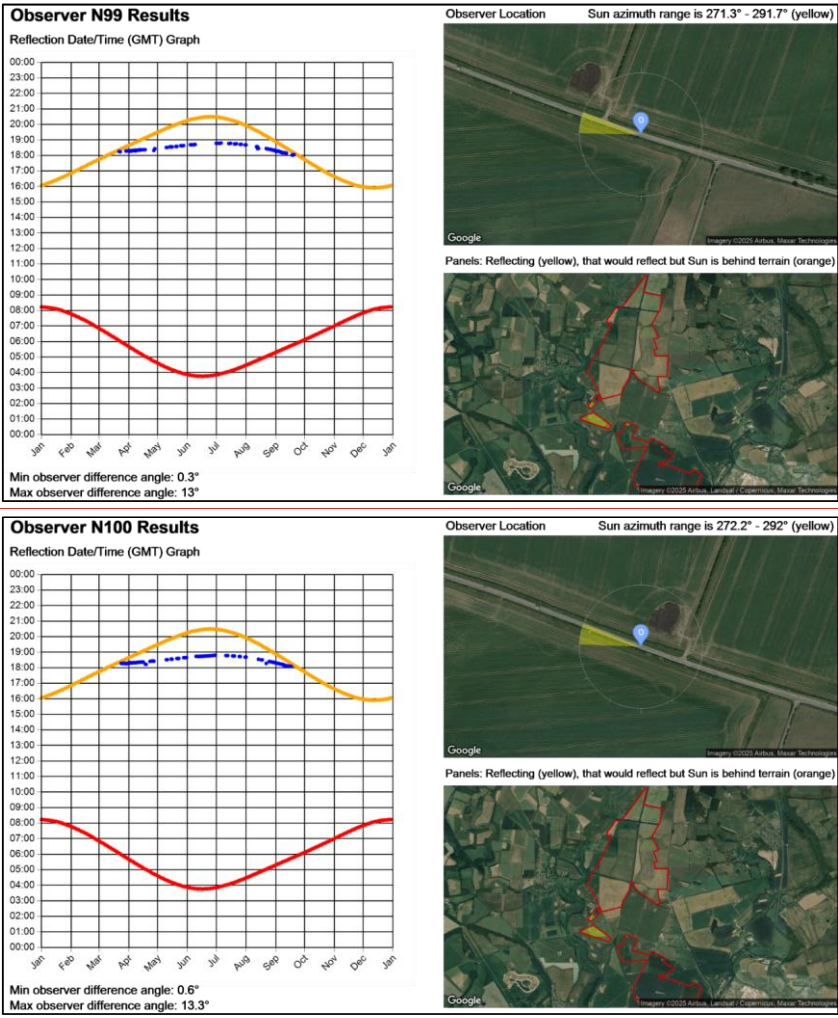 Observer N99 Results
Reflection Date/Time (GMT) Graph
00:00
23:00
22:00
21:00
20:00
19:00
18:00
17:00
16:00
15:00
14:00
13:00
12:00
11:00
10:00
09:00
08:00
07:00
06:00
05:00
04:00
03:00
02:00
01:00
00:00
Jan Feb Mar Apr May Jun Jul Aug Sep Oct Nov Dec Jan
Min observer difference angle: 0.3°
Max observer difference angle: 13°
Observer Location Sun azimuth range is 271.3° - 291.7° (yellow)
Google
Imagery ©2025 Airbus, Maxar Technologies
Panels: Reflecting (yellow), that would reflect but Sun is behind terrain (orange)
Google
Imagery ©2025 Airbus, Landsat / Copernicus, Maxar Technologies
Observer N100 Results
Reflection Date/Time (GMT) Graph
00:00
23:00
22:00
21:00
20:00
19:00
18:00
17:00
16:00
15:00
14:00
13:00
12:00
11:00
10:00
09:00
08:00
07:00
06:00
05:00
04:00
03:00
02:00
01:00
00:00
Jan Feb Mar Apr May Jun Jul Aug Sep Oct Nov Dec Jan
Min observer difference angle: 0.6°
Max observer difference angle: 13.3°
Observer Location Sun azimuth range is 272.2° - 292° (yellow)
Google
Imagery ©2025 Airbus, Maxar Technologies
Panels: Reflecting (yellow), that would reflect but Sun is behind terrain (orange)
Google
Imagery ©2025 Airbus, Landsat / Copernicus, Maxar Technologies